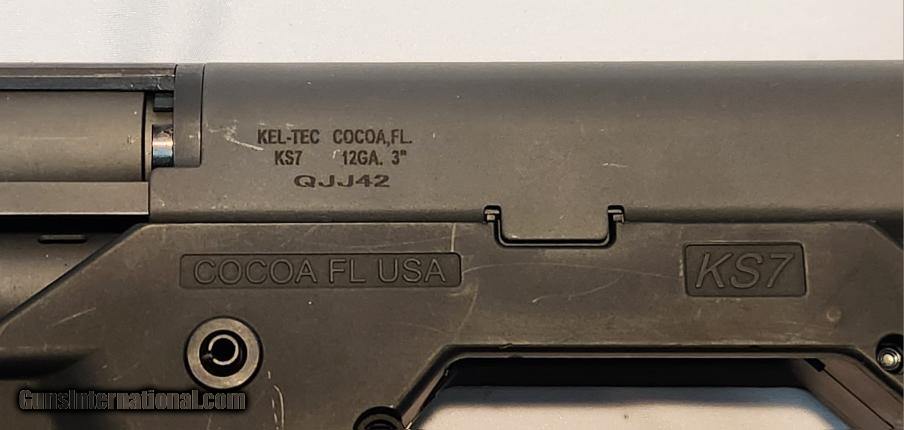 KEL-TEC COCOA,FL.
KS7 12GA. 3"
QJJ42
COCOA FL USA
KS7
GunsInternational.com